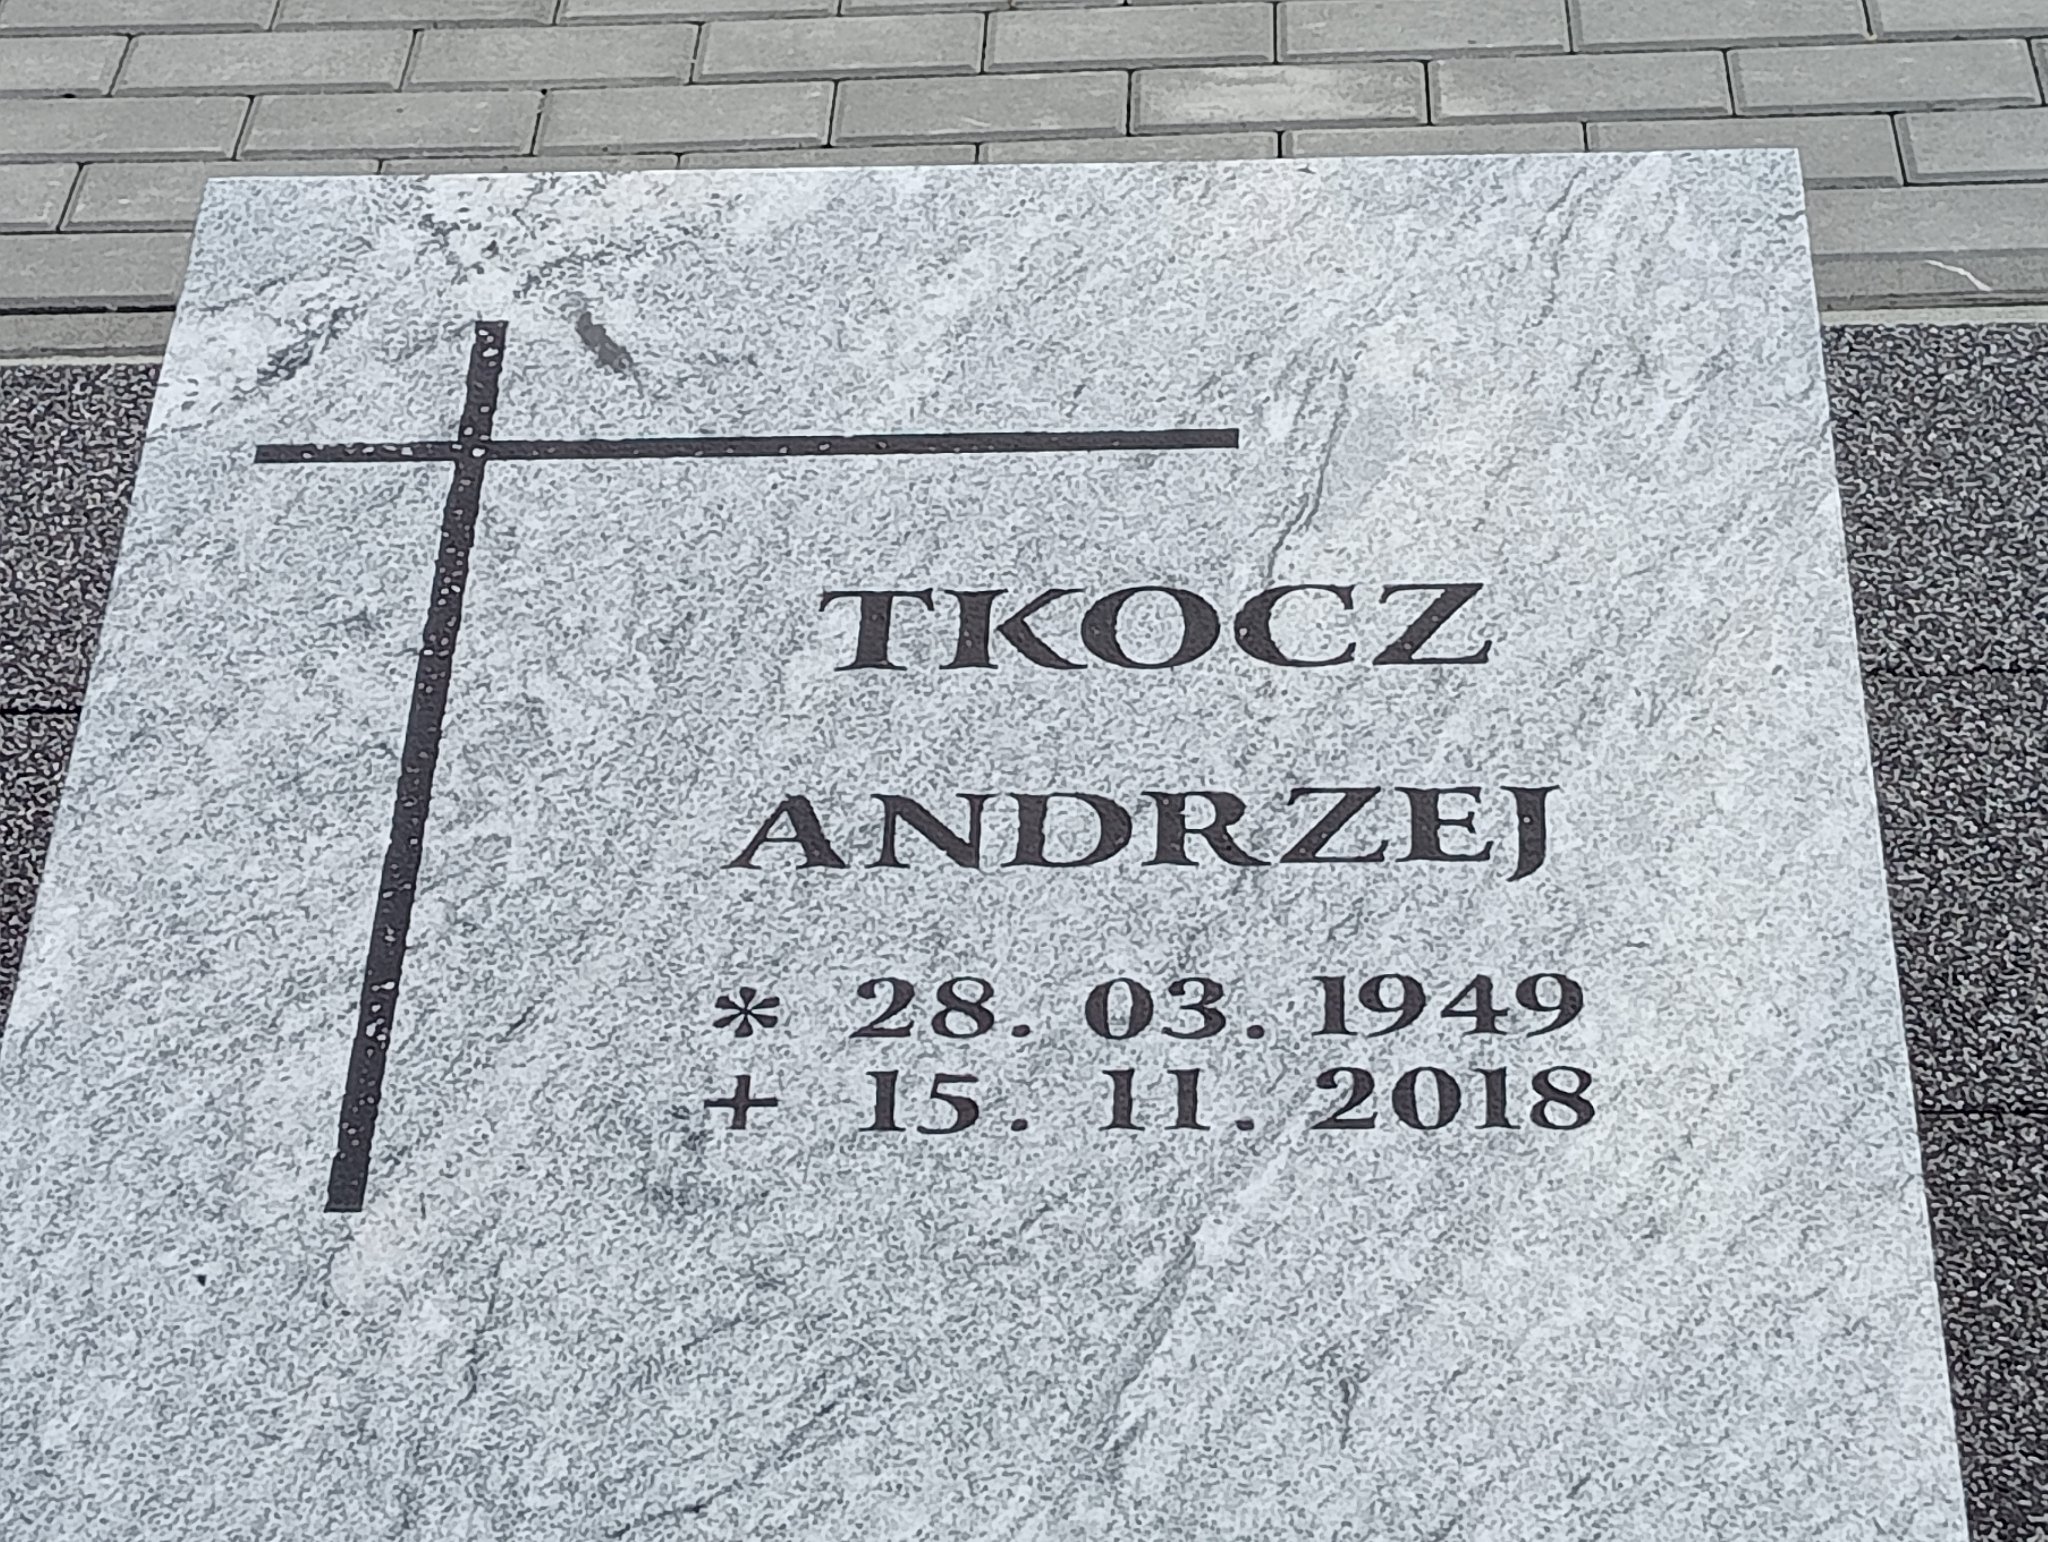 TKOCZ
ANDRZEJ
* 28. 03. 1949
+ 15. 11. 2018